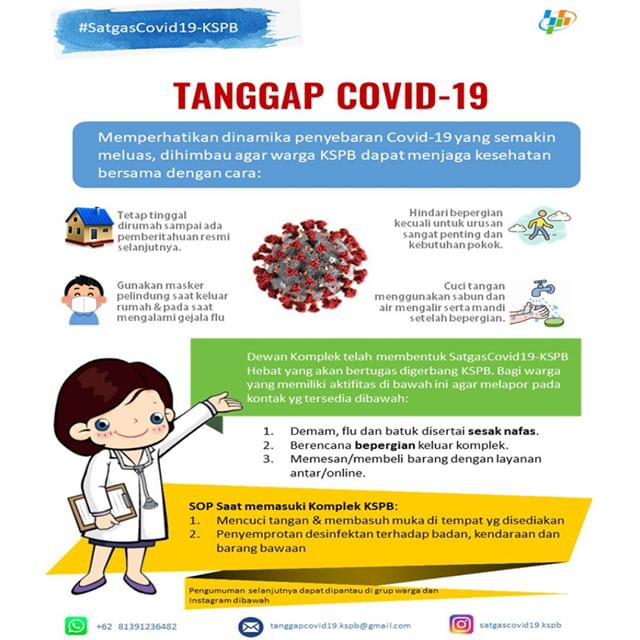 #SatgasCovid19-KSPB
TANGGAP COVID-19
Memperhatikan dinamika penyebaran Covid-19 yang semakin
meluas, dihimbau agar warga KSPB dapat menjaga kesehatan
bersama dengan cara:
Tetap tinggal
dirumah sampai ada
pemberitahuan resmi
selanjutnya.
Hindari bepergian
kecuali untuk urusan
sangat penting dan
kebutuhan pokok.
Gunakan masker
pelindung saat keluar
rumah & pada saat
mengalami gejala flu
Cuci tangan
menggunakan sabun dan
air mengalir serta mandi
setelah bepergian.
Dewan Komplek telah membentuk SatgasCovid19-KSPB
Hebat yang akan bertugas digerbang KSPB. Bagi warga
yang memiliki aktifitas di bawah ini agar melapor pada
kontak yg tersedia dibawah:
1. Demam, flu dan batuk disertai sesak nafas.
2. Berencana bepergian keluar komplek.
3. Memesan/membeli barang dengan layanan
antar/online.
SOP Saat memasuki Komplek KSPB:
1. Mencuci tangan & membasuh muka di tempat yg disediakan
2. Penyemprotan desinfektan terhadap badan, kendaraan dan
barang bawaan
Pengumuman selanjutnya dapat dipantau di grup warga dan
Instagram dibawah
+62 81391236482
tanggapcovid19.kspb@gmail.com
satgascovid19.kspb